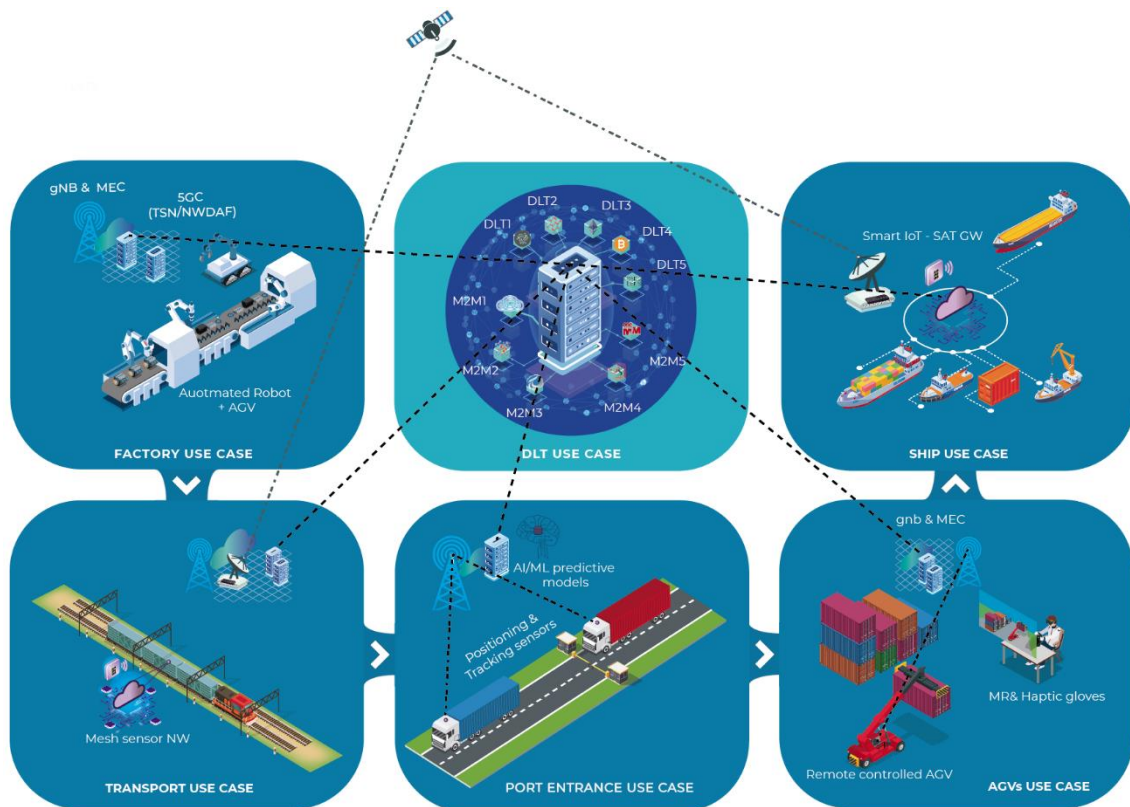 gNB & MEC
5GC
(TSN/NWDAF)
Auotmated Robot
+ AGV
FACTORY USE CASE
DLT1
DLT2
DLT3
DLT4
DLT5
M2M1
M2M2
M2M3
M2M4
M2M5
DLT USE CASE
Smart IoT - SAT GW
SHIP USE CASE
Mesh sensor NW
TRANSPORT USE CASE
AI/ML predictive
models
Positioning &
Tracking sensors
PORT ENTRANCE USE CASE
gnb & MEC
MR& Haptic gloves
Remote controlled AGV
AGVs USE CASE